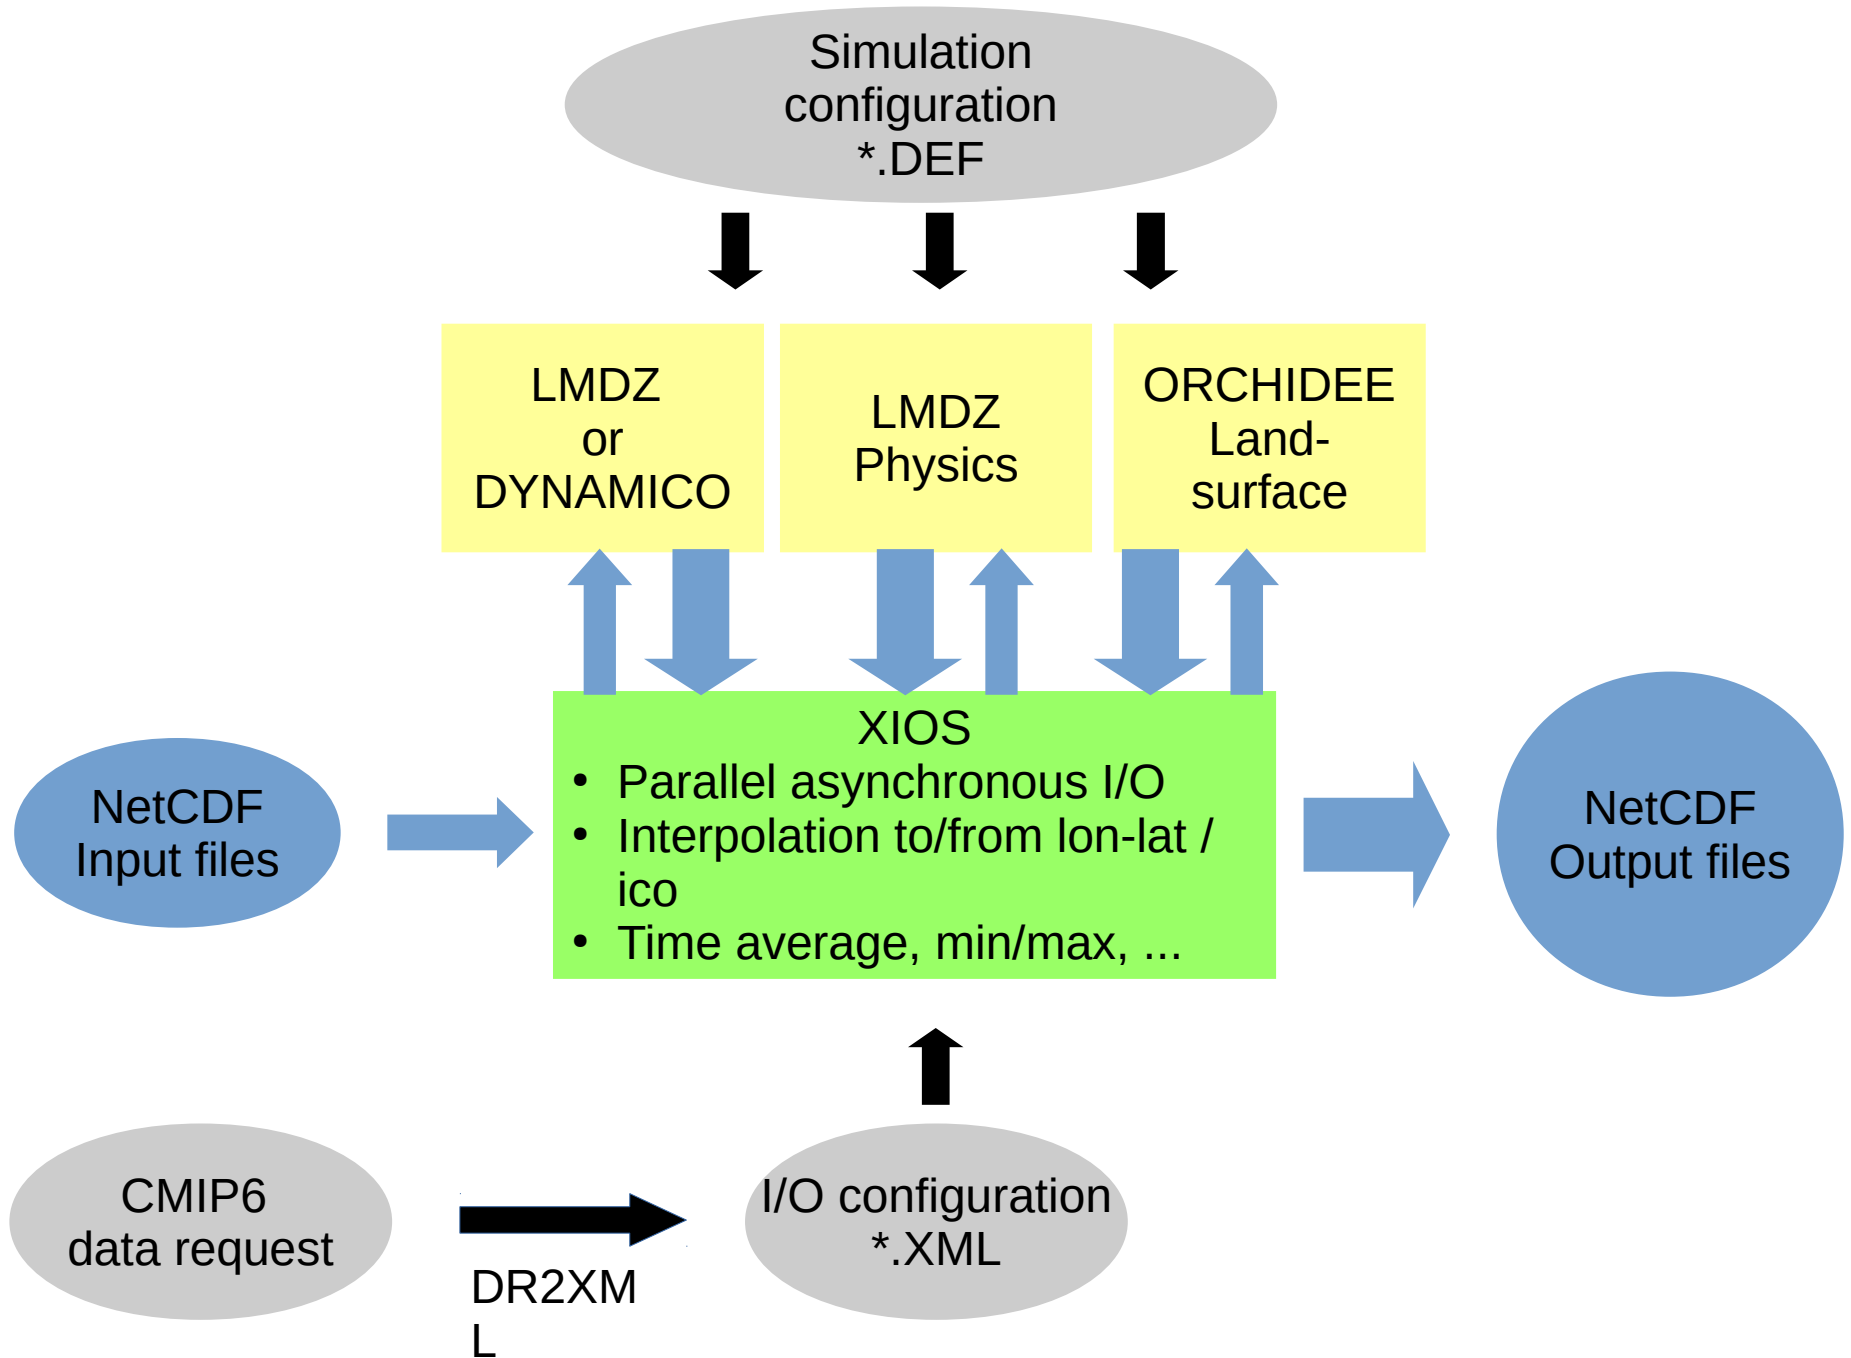 Simulation
configuration
*.DEF
LMDZ
or
DYNAMICO
LMDZ
Physics
ORCHIDEE
Land-
surface
XIOS
• Parallel asynchronous I/O
• Interpolation to/from lon-lat /
ico
• Time average, min/max, ...
NetCDF
Input files
NetCDF
Output files
CMIP6
data request
DR2XM
L
I/O configuration
*.XML